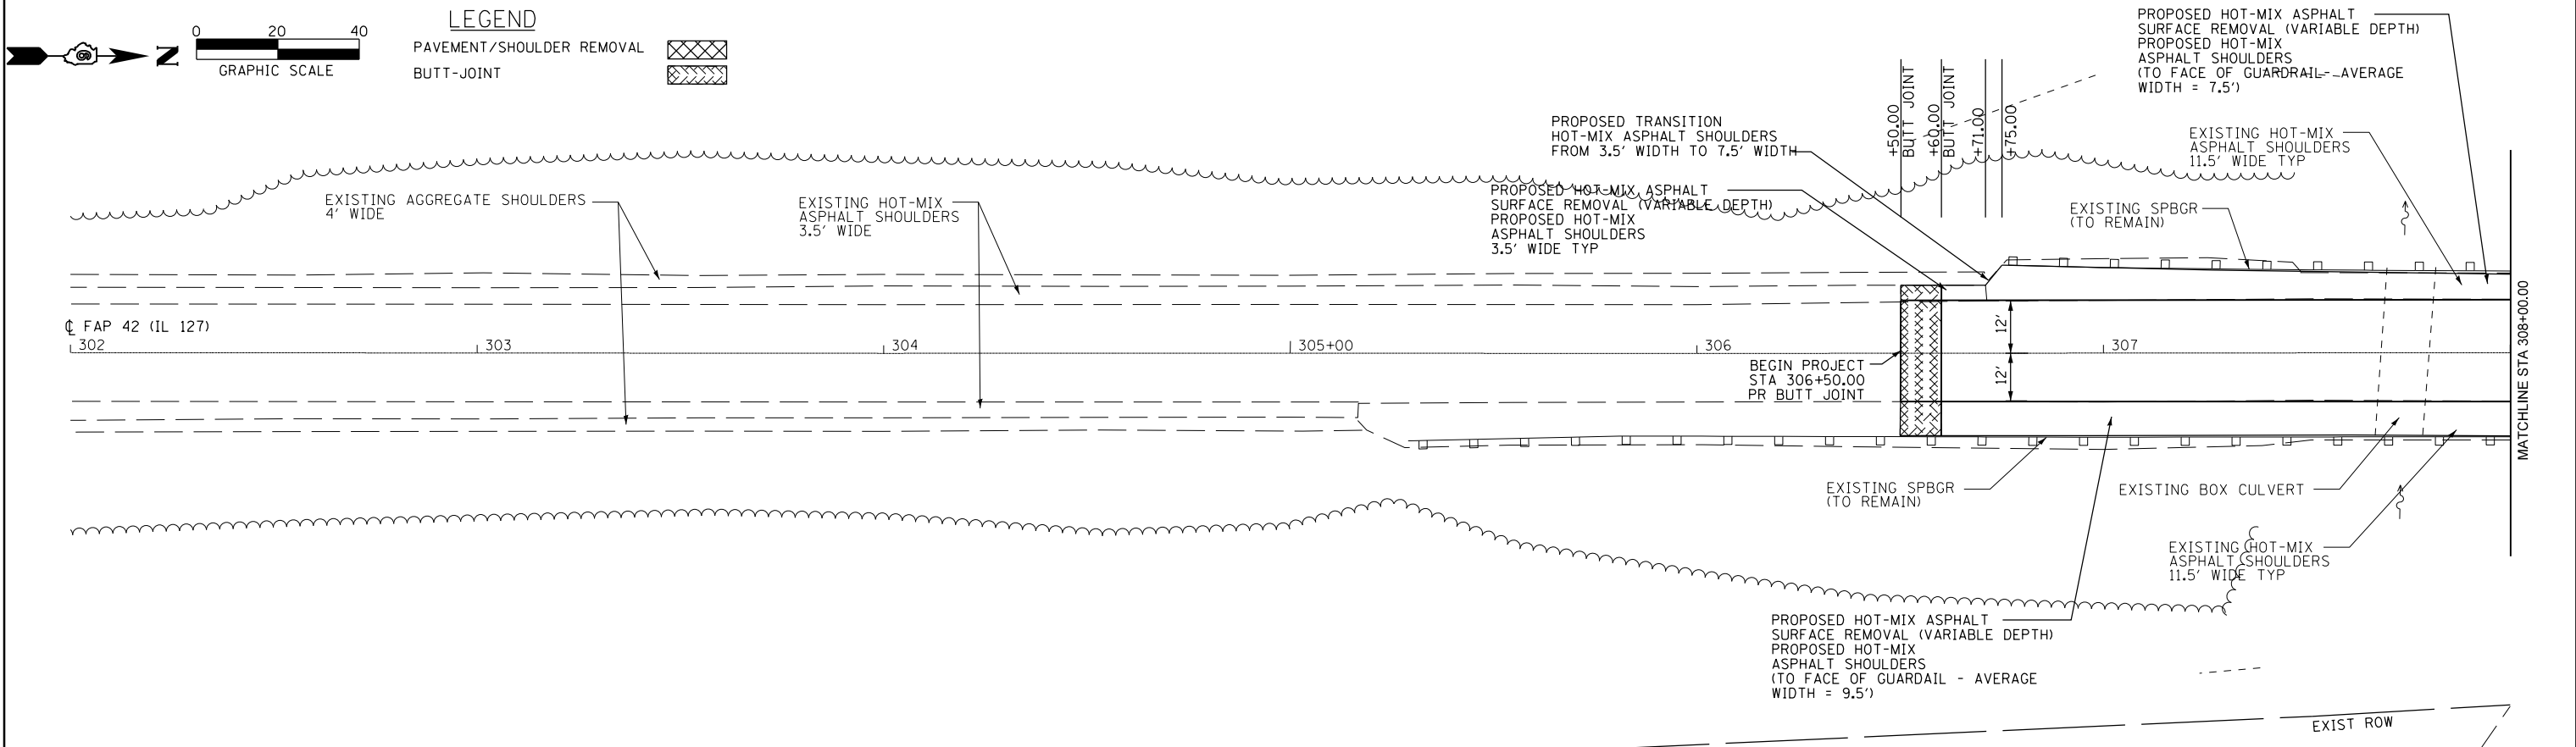 LEGEND
PAVEMENT/SHOULDER REMOVAL
BUTT-JOINT
0 20 40
GRAPHIC SCALE
N
PROPOSED HOT-MIX ASPHALT
SURFACE REMOVAL (VARIABLE DEPTH)
PROPOSED HOT-MIX
ASPHALT SHOULDERS
(TO FACE OF GUARDRAIL- AVERAGE
WIDTH = 7.5')
+50.00
BUTT JOINT
+60.00
BUTT JOINT
+71.00
+75.00
PROPOSED TRANSITION
HOT-MIX ASPHALT SHOULDERS
FROM 3.5' WIDTH TO 7.5' WIDTH
EXISTING HOT-MIX
ASPHALT SHOULDERS
11.5' WIDE TYP
EXISTING AGGREGATE SHOULDERS
4' WIDE
EXISTING HOT-MIX
ASPHALT SHOULDERS
3.5' WIDE
PROPOSED HOT-MIX ASPHALT
SURFACE REMOVAL (VARIABLE DEPTH)
PROPOSED HOT-MIX
ASPHALT SHOULDERS
3.5' WIDE TYP
EXISTING SPBGR
(TO REMAIN)
℄ FAP 42 (IL 127)
302
303
304
305+00
306
307
12'
12'
BEGIN PROJECT
STA 306+50.00
PR BUTT JOINT
MATCHLINE STA 308+00.00
EXISTING SPBGR
(TO REMAIN)
EXISTING BOX CULVERT
EXISTING HOT-MIX
ASPHALT SHOULDERS
11.5' WIDE TYP
PROPOSED HOT-MIX ASPHALT
SURFACE REMOVAL (VARIABLE DEPTH)
PROPOSED HOT-MIX
ASPHALT SHOULDERS
(TO FACE OF GUARDAIL - AVERAGE
WIDTH = 9.5')
EXIST ROW